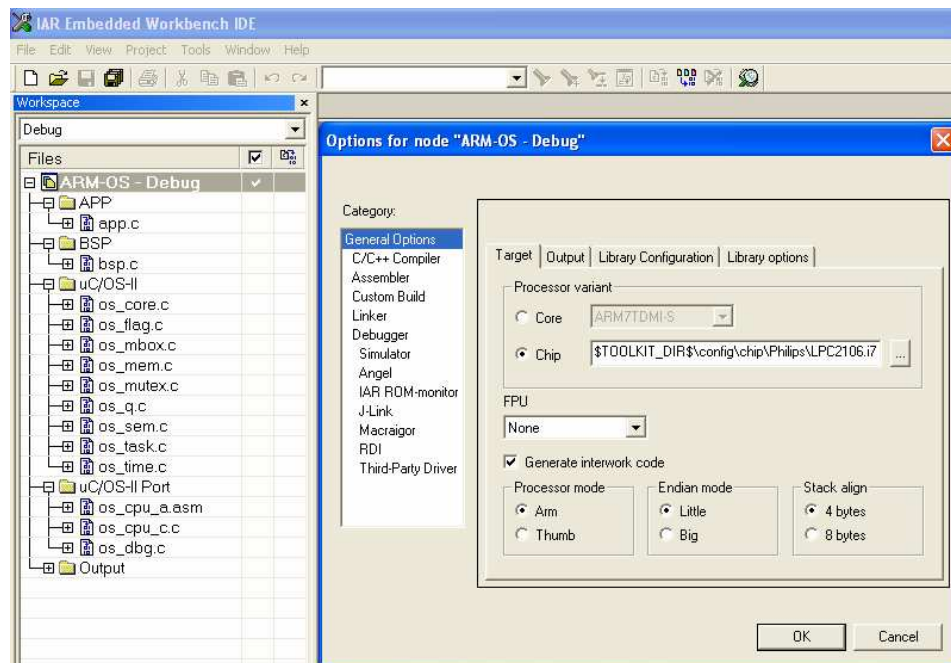 IAR Embedded Workbench IDE
File Edit View Project Tools Window Help
Workspace
Debug
Files
ARM-OS - Debug
APP
app.c
BSP
bsp.c
uC/OS-II
os_core.c
os_flag.c
os_mbox.c
os_mem.c
os_mutex.c
os_q.c
os_sem.c
os_task.c
os_time.c
uC/OS-II Port
os_cpu_a.asm
os_cpu_c.c
os_dbg.c
Output
Options for node "ARM-OS - Debug"
Category:
General Options
C/C++ Compiler
Assembler
Custom Build
Linker
Debugger
Simulator
Angel
IAR ROM-monitor
J-Link
Macraigor
RDI
Third-Party Driver
Target Output Library Configuration Library options
Processor variant
Core ARM7TDMI-S
Chip $TOOLKIT_DIR$\config\chip\Philips\LPC2106.i7 ...
FPU
None
Generate interwork code
Processor mode
Arm
Thumb
Endian mode
Little
Big
Stack align
4 bytes
8 bytes
OK Cancel